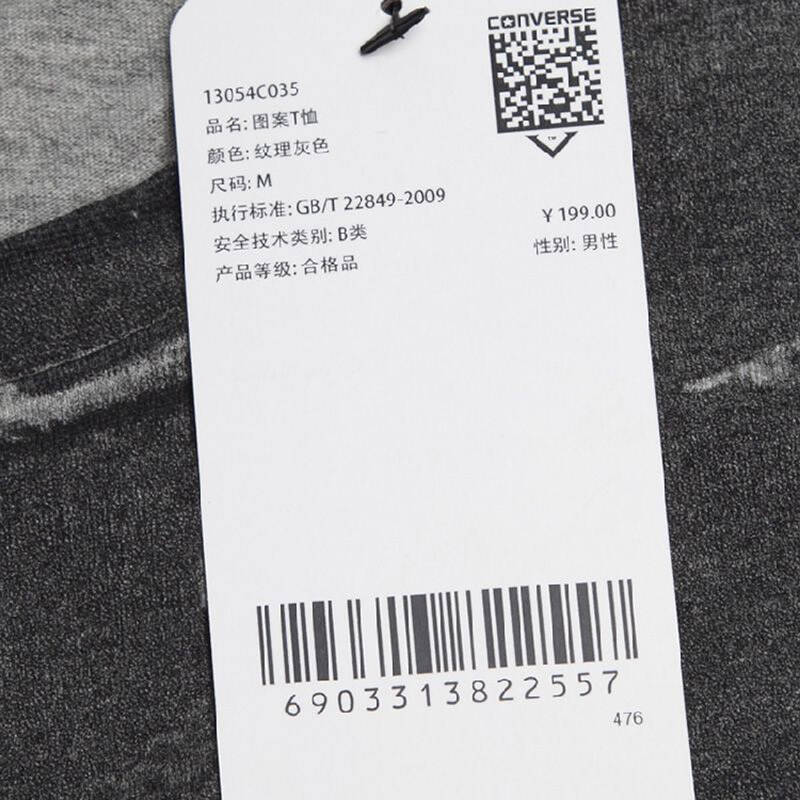 CONVERSE
TM
13054C035
品名: 图案T恤
颜色: 纹理灰色
尺码: M
执行标准: GB/T 22849-2009
¥ 199.00
安全技术类别: B类
性别: 男性
产品等级: 合格品
6903313822557
476